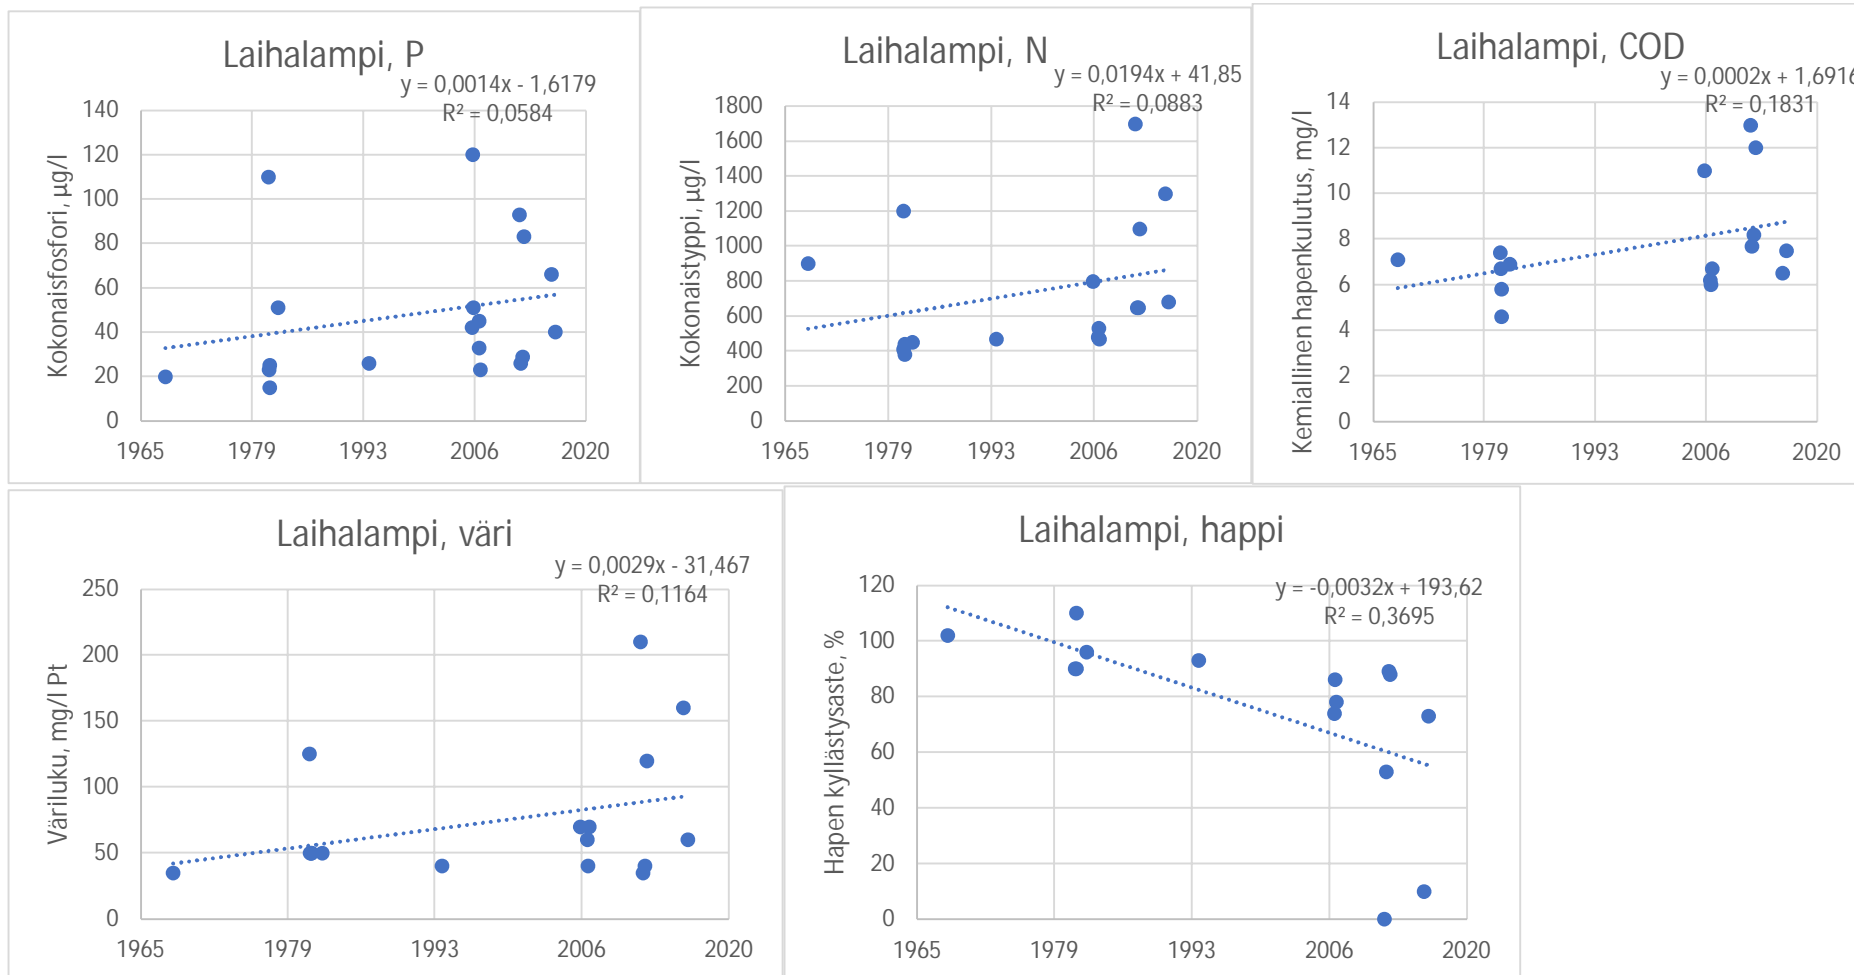 Laihalampi, P
y = 0,0014x - 1,6179
R² = 0,0584
Kokonaisfosfori, µg/l
140
120
100
80
60
40
20
0
1965 1979 1993 2006 2020
Laihalampi, N
y = 0,0194x + 41,85
R² = 0,0883
Kokonaistyppi, µg/l
1800
1600
1400
1200
1000
800
600
400
200
0
1965 1979 1993 2006 2020
Laihalampi, COD
y = 0,0002x + 1,6916
R² = 0,1831
Kemiallinen hapenkulutus, mg/l
14
12
10
8
6
4
2
0
1965 1979 1993 2006 2020
Laihalampi, väri
y = 0,0029x - 31,467
R² = 0,1164
Väriluku, mg/l Pt
250
200
150
100
50
0
1965 1979 1993 2006 2020
Laihalampi, happi
y = -0,0032x + 193,62
R² = 0,3695
Hapen kyllästysaste, %
120
100
80
60
40
20
0
1965 1979 1993 2006 2020